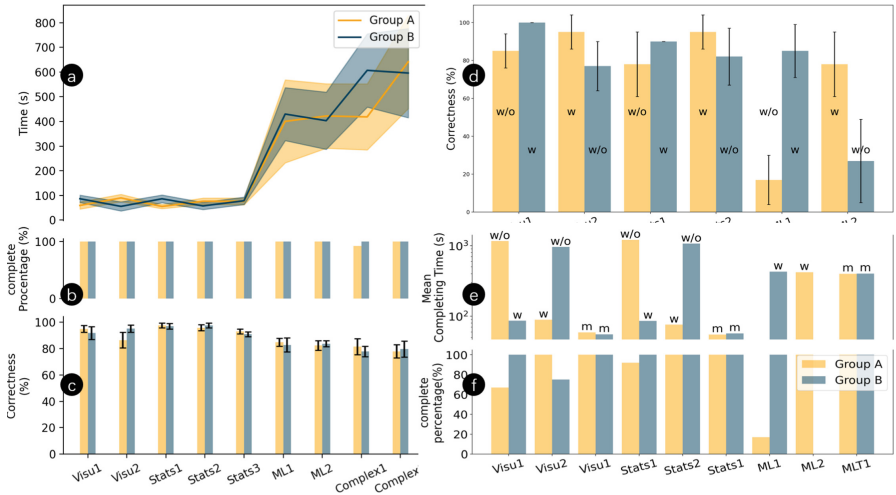 800
700
600
500
400
300
200
100
0
Time (s)
Group A
Group B
a
100
0
complete
Procentage (%)
b
100
80
60
40
20
0
Correctness
(%)
c
Visu1
Visu2
Stats1
Stats2
Stats3
ML1
ML2
Complex1
Complex
100
80
60
40
20
0
Correctness (%)
d
w/o
w
w
w/o
w/o
w
w
w/o
w/o
w
w
w/o
10³
10²
Mean
Completing Time (s)
e
w/o
w
w
w/o
m
m
w/o
w
w
w/o
m
m
w
w
m
m
100
80
60
40
20
0
complete
percentage(%)
f
Group A
Group B
Visu1
Visu2
Visu1
Stats1
Stats2
Stats1
ML1
ML2
MLT1